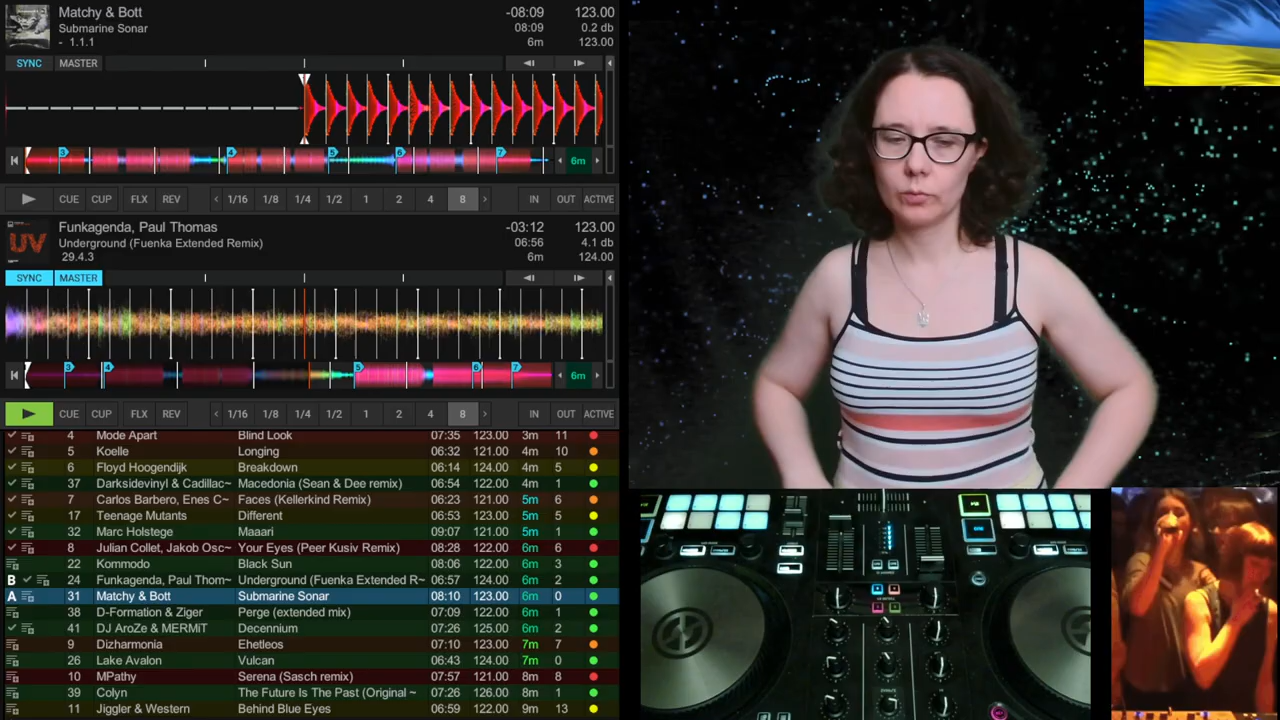 Matchy & Bott -08:09 123.00
Submarine Sonar 08:09 0.2 db
- 1.1.1 6m 123.00
SYNC MASTER
3 4 5 6 7 6m
CUE CUP FLX REV < 1/16 1/8 1/4 1/2 1 2 4 8 > IN OUT ACTIVE
UV Funkagenda, Paul Thomas -03:12 123.00
Underground (Fuenka Extended Remix) 06:56 4.1 db
29.4.3 6m 124.00
SYNC MASTER
3 4 5 6 7 6m
CUE CUP FLX REV < 1/16 1/8 1/4 1/2 1 2 4 8 > IN OUT ACTIVE
4 Mode Apart Blind Look 07:35 123.00 3m 11
5 Koelle Longing 06:32 121.00 4m 10
6 Floyd Hoogendijk Breakdown 06:14 124.00 4m 5
37 Darksidevinyl & Cadillac~ Macedonia (Sean & Dee remix) 06:54 122.00 4m 1
7 Carlos Barbero, Enes C~ Faces (Kellerkind Remix) 06:23 121.00 5m 6
17 Teenage Mutants Different 06:53 123.00 5m 5
32 Marc Holstege Maaari 09:07 121.00 5m 1
8 Julian Collet, Jakob Osc~ Your Eyes (Peer Kusiv Remix) 08:28 122.00 6m 6
22 Kommodo Black Sun 08:06 122.00 6m 3
B 24 Funkagenda, Paul Thom~ Underground (Fuenka Extended R~ 06:57 124.00 6m 2
A 31 Matchy & Bott Submarine Sonar 08:10 123.00 6m 0
38 D-Formation & Ziger Perge (extended mix) 07:09 122.00 6m 1
41 DJ AroZe & MERMiT Decennium 07:26 125.00 6m 2
9 Dizharmonia Ehetelos 07:10 123.00 7m 7
26 Lake Avalon Vulcan 06:43 124.00 7m 0
10 MPathy Serena (Sasch remix) 07:57 121.00 8m 8
39 Colyn The Future Is The Past (Original ~ 07:26 126.00 8m 1
11 Jiggler & Western Behind Blue Eyes 06:59 122.00 9m 13